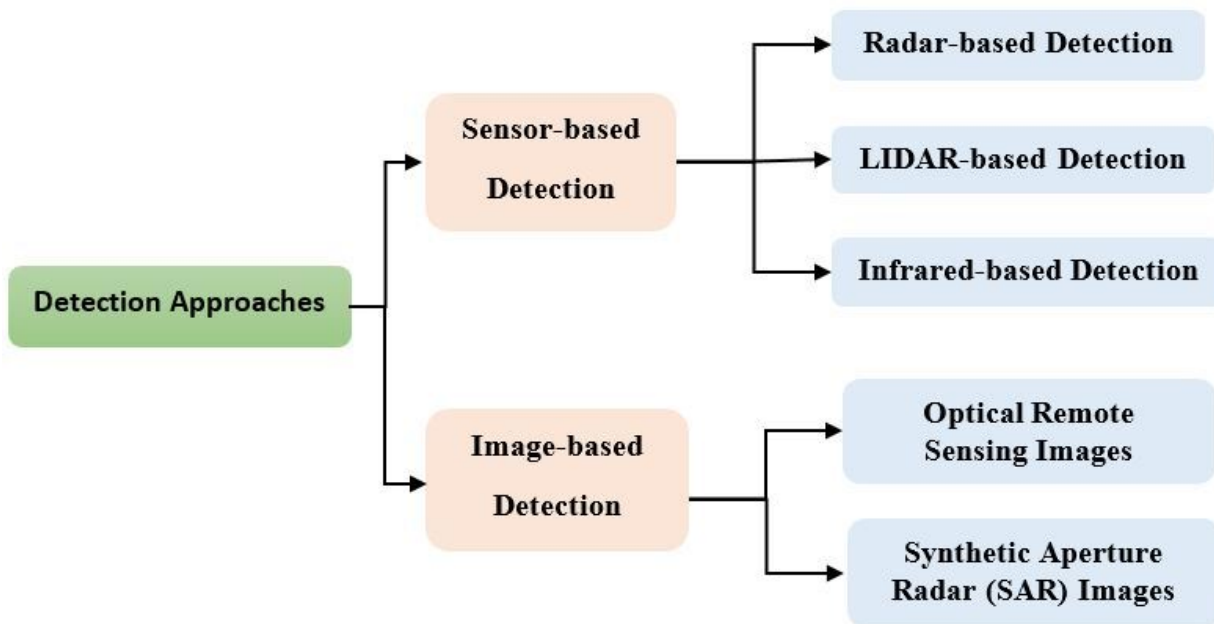 Detection Approaches
Sensor-based
Detection
Radar-based Detection
LIDAR-based Detection
Infrared-based Detection
Image-based
Detection
Optical Remote
Sensing Images
Synthetic Aperture
Radar (SAR) Images